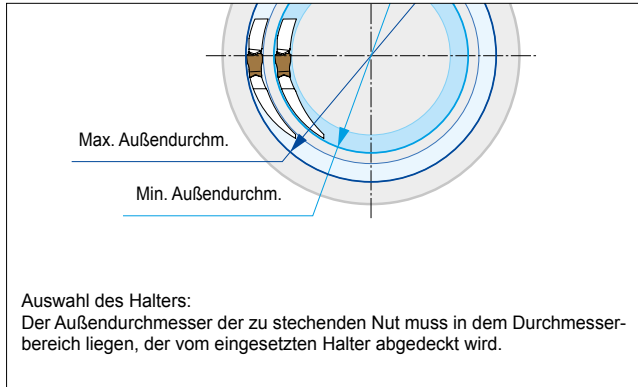 Max. Außendurchm.
Min. Außendurchm.
Auswahl des Halters:
Der Außendurchmesser der zu stechenden Nut muss in dem Durchmesser-
bereich liegen, der vom eingesetzten Halter abgedeckt wird.